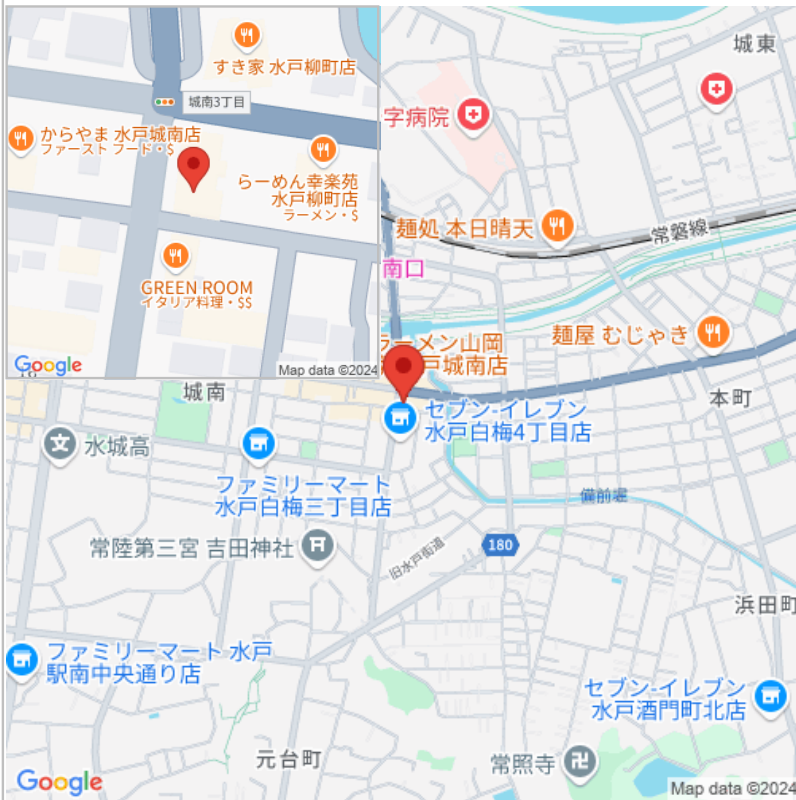 すき家 水戸柳町店
城南3丁目
からやま 水戸城南店
ファースト フード・$
らーめん幸楽苑
水戸柳町店
ラーメン・$
GREEN ROOM
イタリア料理・$$
Google
Map data ©2024
城東
字病院
麺処 本日晴天
常磐線
南口
ラーメン山岡
戸城南店
麺屋 むじゃき
城南
本町
セブン-イレブン
水戸白梅4丁目店
水城高
ファミリーマート
水戸白梅三丁目店
備前堀
常陸第三宮 吉田神社
旧水戸街道
180
浜田町
ファミリーマート 水戸
駅南中央通り店
セブン-イレブン
水戸酒門町北店
元台町
常照寺
Google
Map data ©2024